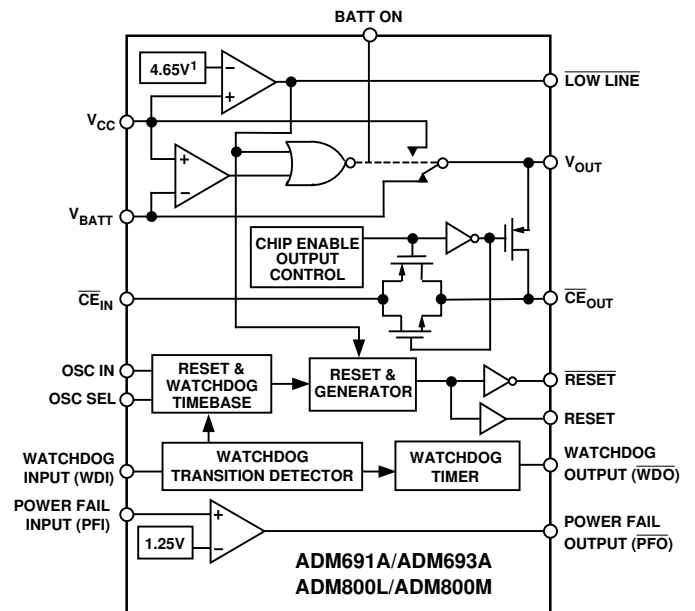 BATT ON
4.65V¹
−
+
LOW LINE
VCC
+
−
VOUT
VBATT
CHIP ENABLE
OUTPUT
CONTROL
CEIN
CEOUT
OSC IN
OSC SEL
RESET &
WATCHDOG
TIMEBASE
RESET &
GENERATOR
RESET
RESET
WATCHDOG
INPUT (WDI)
WATCHDOG
TRANSITION DETECTOR
WATCHDOG
TIMER
WATCHDOG
OUTPUT (WDO)
POWER FAIL
INPUT (PFI)
1.25V
+
−
POWER FAIL
OUTPUT (PFO)
ADM691A/ADM693A
ADM800L/ADM800M